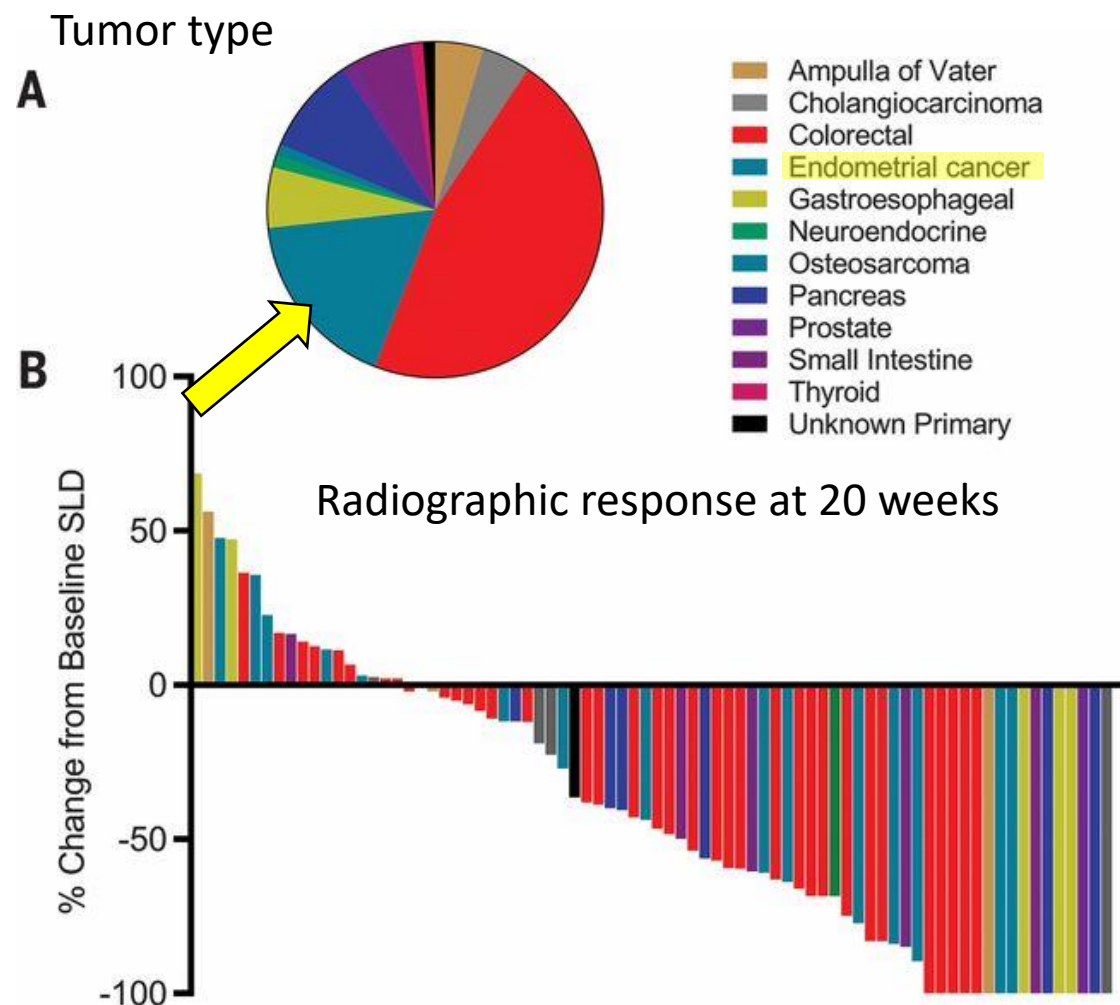 Tumor type
A
Ampulla of Vater
Cholangiocarcinoma
Colorectal
Endometrial cancer
Gastroesophageal
Neuroendocrine
Osteosarcoma
Pancreas
Prostate
Small Intestine
Thyroid
Unknown Primary
B
100
Radiographic response at 20 weeks
50
0
-50
-100
% Change from Baseline SLD